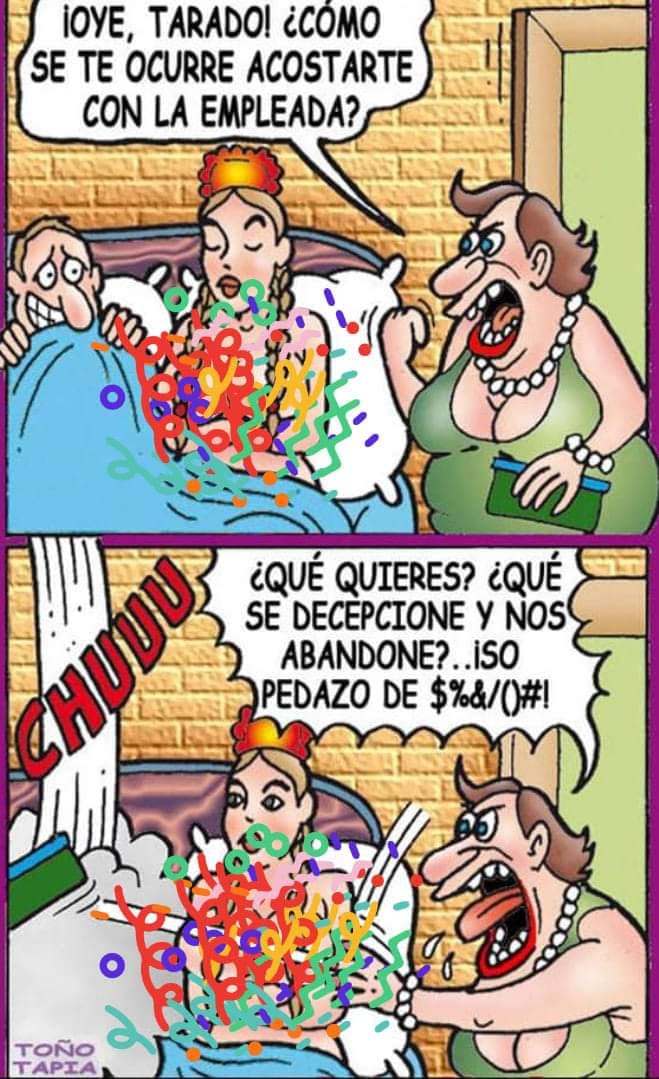 ¡OYE, TARADO! ¿CÓMO
SE TE OCURRE ACOSTARTE
CON LA EMPLEADA?
¿QUÉ QUIERES? ¿QUÉ
SE DECEPCIONE Y NOS
ABANDONE?..¡SO
PEDAZO DE $%&/()#!
CHUUU
TOÑO
TAPIA